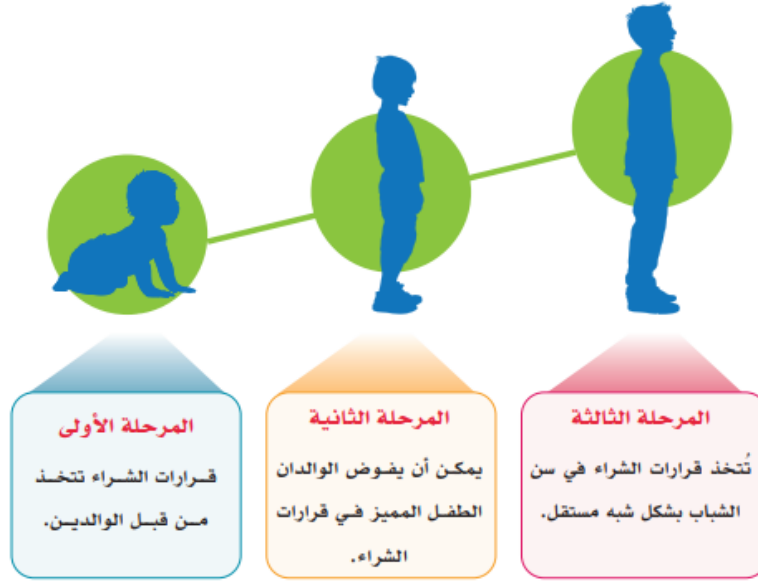 المرحلة الأولى
قرارات الشراء تتخذ
من قبل الوالدين.
المرحلة الثانية
يمكن أن يفوض الوالدان
الطفل المميز في قرارات
الشراء.
المرحلة الثالثة
تُتخذ قرارات الشراء في سن
الشباب بشكل شبه مستقل.